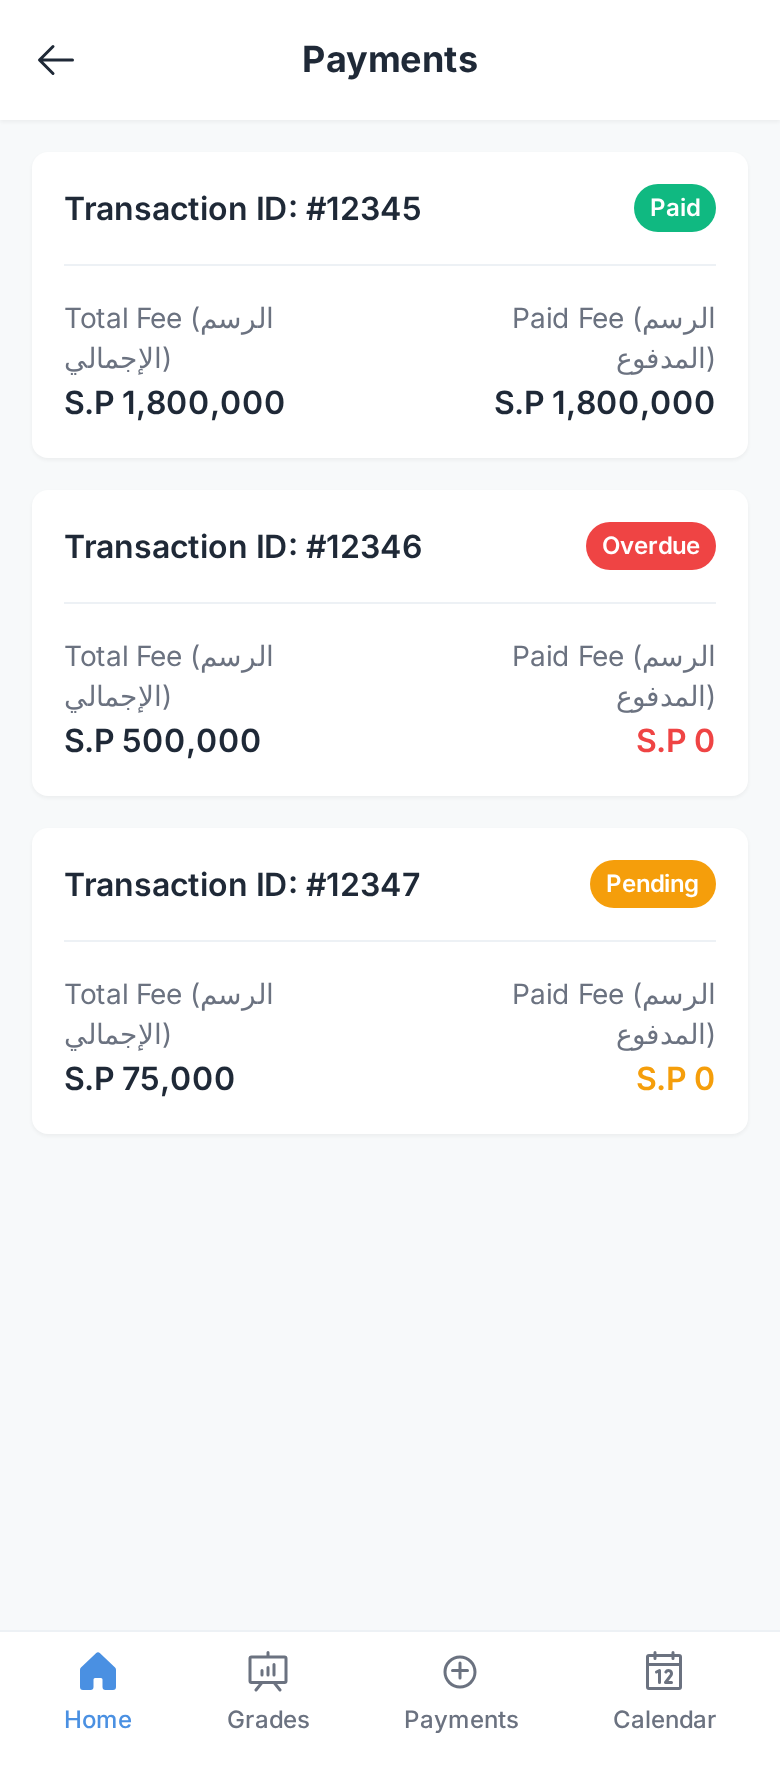 Payments
Transaction ID: #12345
Paid
Total Fee (الرسم
الإجمالي)
S.P 1,800,000
Paid Fee (الرسم
المدفوع)
S.P 1,800,000
Transaction ID: #12346
Overdue
Total Fee (الرسم
الإجمالي)
S.P 500,000
Paid Fee (الرسم
المدفوع)
S.P 0
Transaction ID: #12347
Pending
Total Fee (الرسم
الإجمالي)
S.P 75,000
Paid Fee (الرسم
المدفوع)
S.P 0
12
Home
Grades
Payments
Calendar